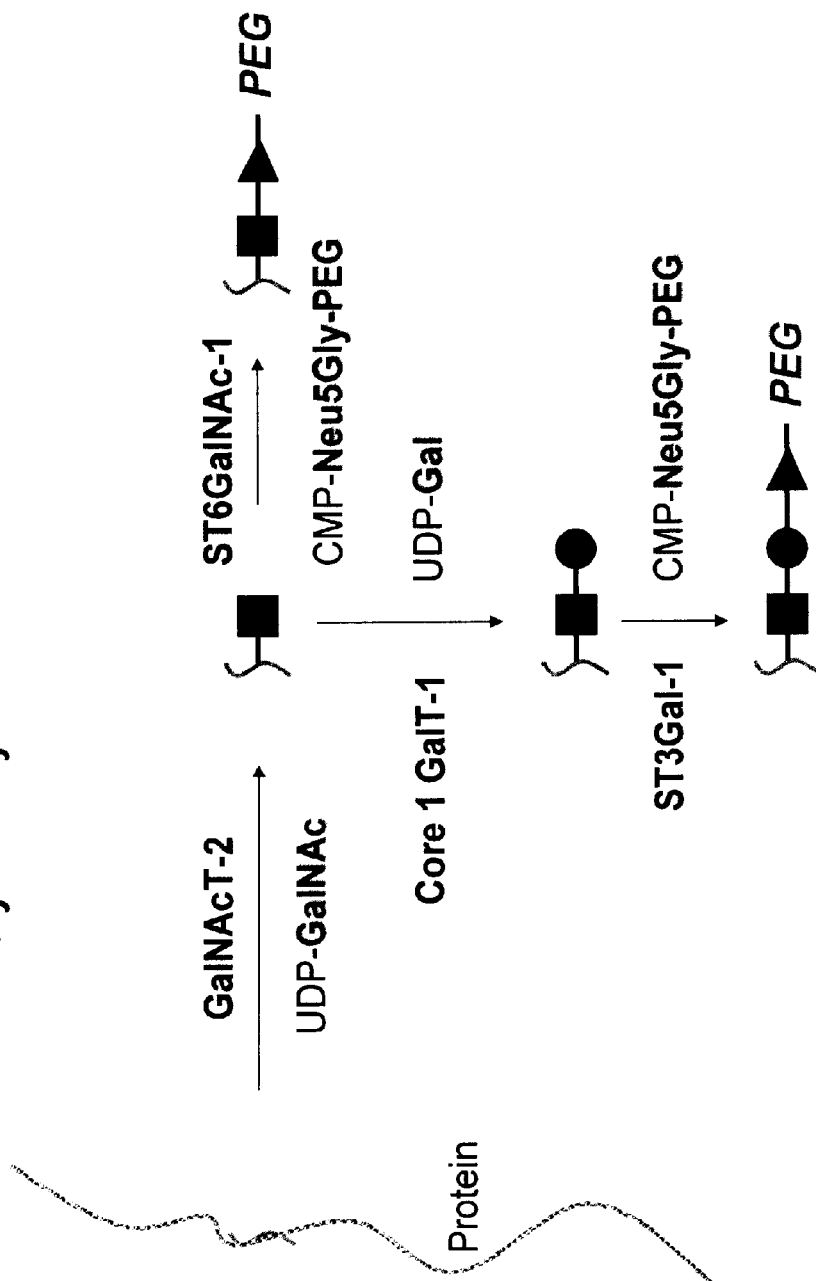 Protein
GalNAcT-2
UDP-GalNAc
ST6GalNAc-1
CMP-Neu5Gly-PEG
PEG
Core 1 GalT-1
UDP-Gal
ST3Gal-1
CMP-Neu5Gly-PEG
PEG